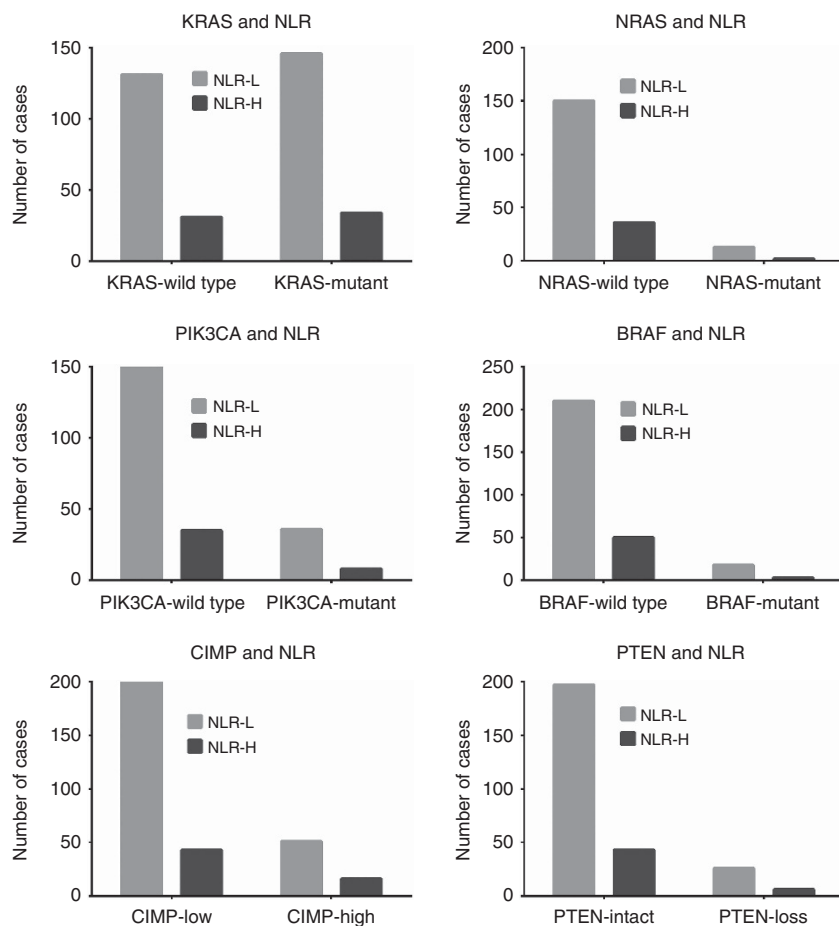 KRAS and NLR
Number of cases
150
100
50
0
NLR-L
NLR-H
KRAS-wild type
KRAS-mutant
NRAS and NLR
Number of cases
200
150
100
50
0
NLR-L
NLR-H
NRAS-wild type
NRAS-mutant
PIK3CA and NLR
Number of cases
150
100
50
0
NLR-L
NLR-H
PIK3CA-wild type
PIK3CA-mutant
BRAF and NLR
Number of cases
250
200
150
100
50
0
NLR-L
NLR-H
BRAF-wild type
BRAF-mutant
CIMP and NLR
Number of cases
200
150
100
50
0
NLR-L
NLR-H
CIMP-low
CIMP-high
PTEN and NLR
Number of cases
200
150
100
50
0
NLR-L
NLR-H
PTEN-intact
PTEN-loss